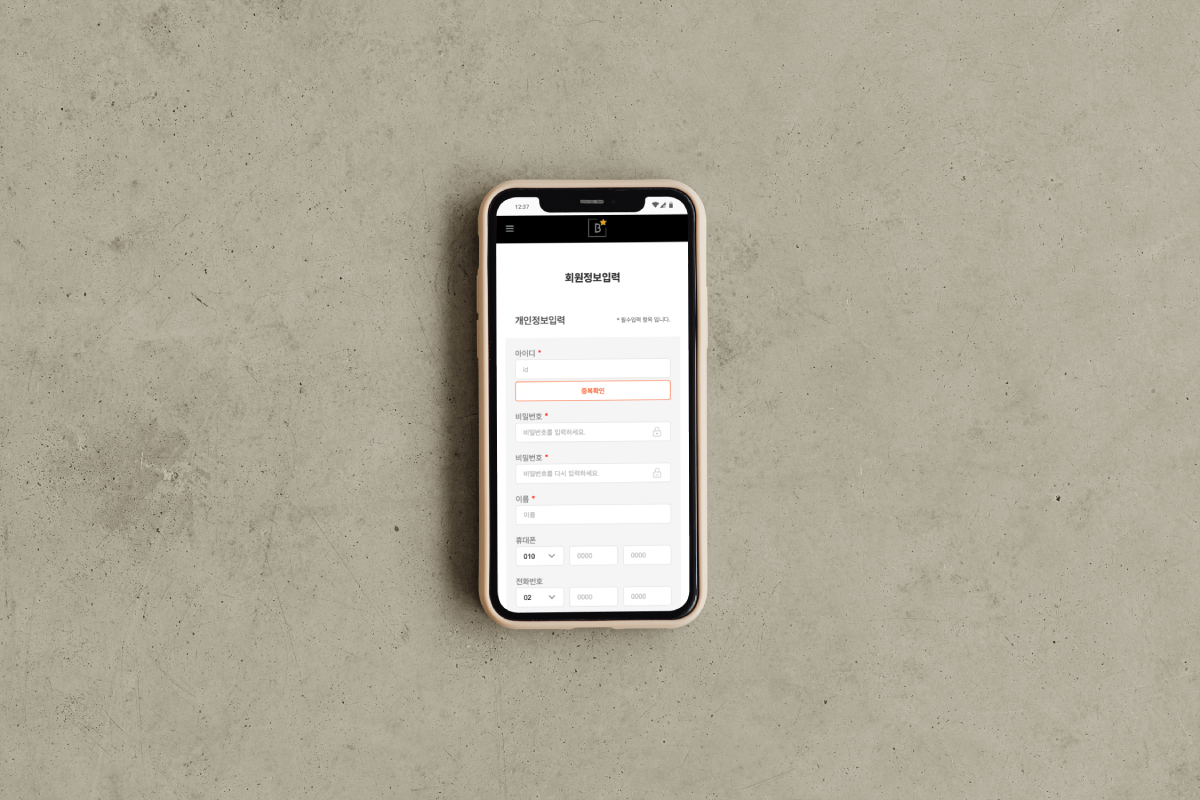 12:37
B
회원정보입력
개인정보입력
* 필수입력 항목 입니다.
아이디 *
id
중복확인
비밀번호 *
비밀번호를 입력하세요.
비밀번호 *
비밀번호를 다시 입력하세요.
이름 *
이름
휴대폰
010 0000 0000
전화번호
02 0000 0000